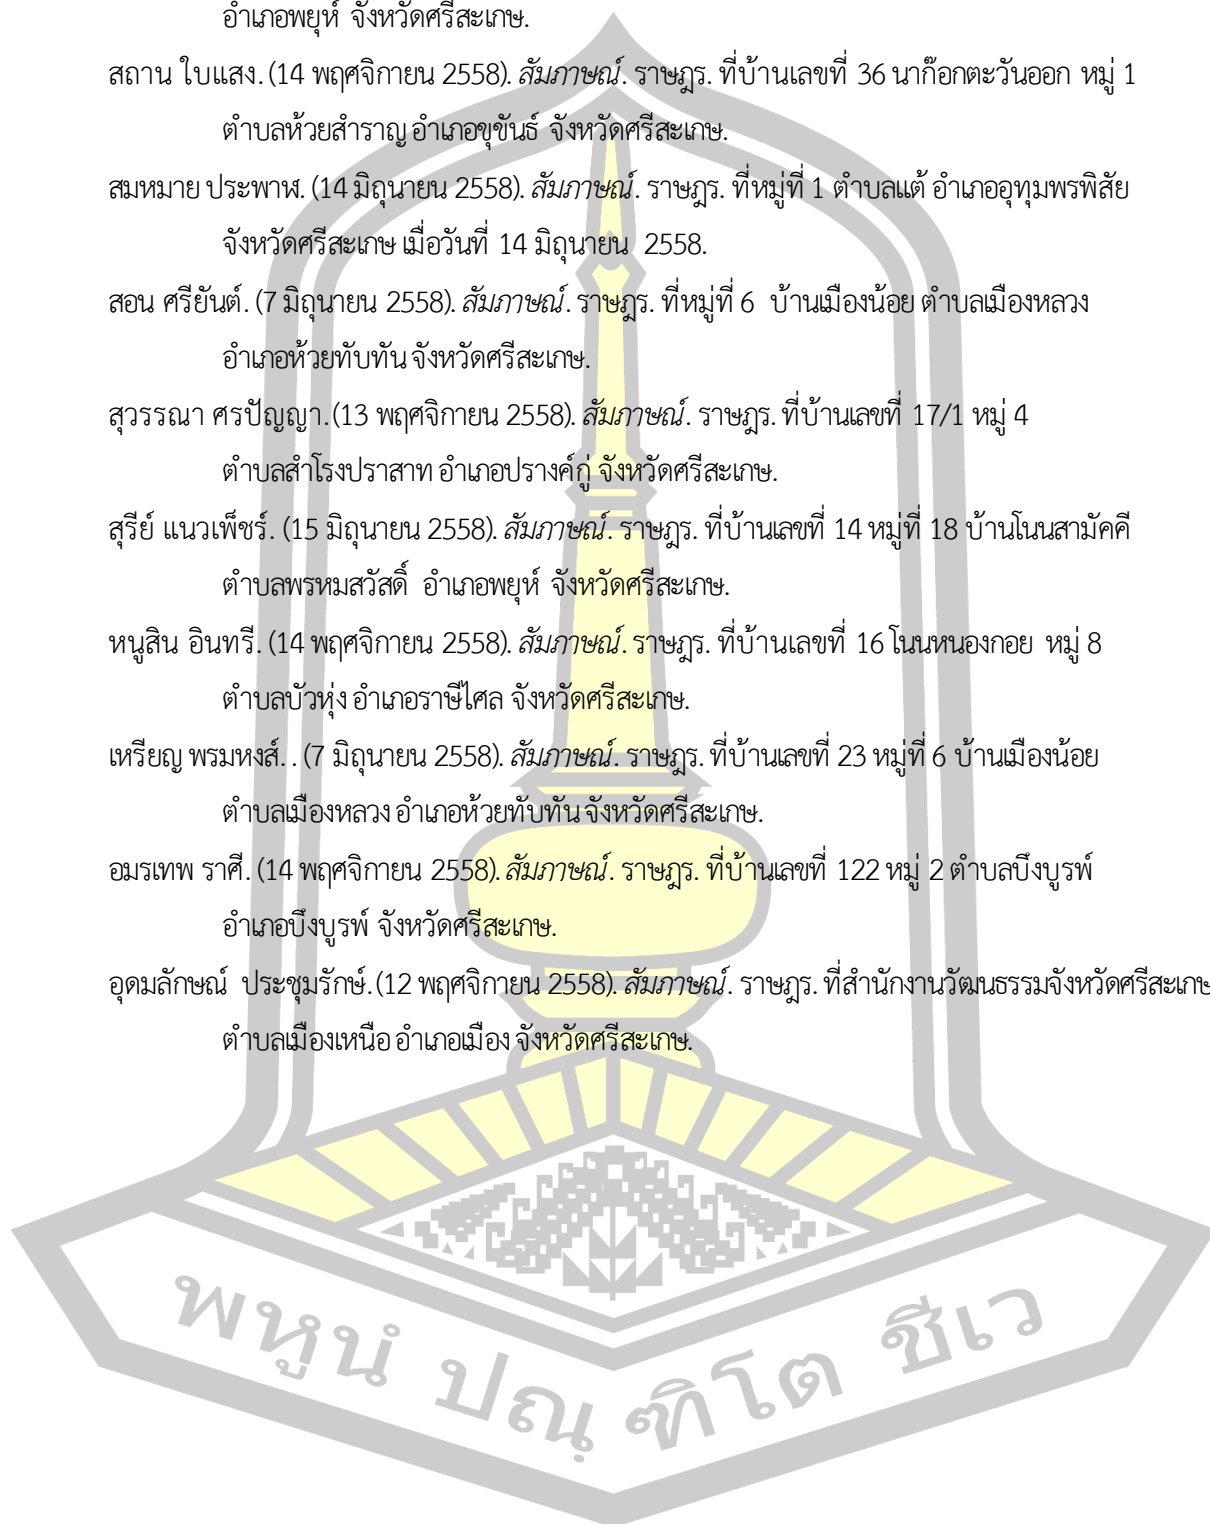 อำเภอพยุห์ จังหวัดศรีสะเกษ.
สถาน ใบแสง. (14 พฤศจิกายน 2558). สัมภาษณ์. ราษฎร. ที่บ้านเลขที่ 36 นาก๊อกตะวันออก หมู่ 1
ตำบลห้วยสำราญ อำเภอขุขันธ์ จังหวัดศรีสะเกษ.
สมหมาย ประพาฬ. (14 มิถุนายน 2558). สัมภาษณ์. ราษฎร. ที่หมู่ที่ 1 ตำบลแต้ อำเภออุทุมพรพิสัย
จังหวัดศรีสะเกษ เมื่อวันที่ 14 มิถุนายน 2558.
สอน ศรียันต์. (7 มิถุนายน 2558). สัมภาษณ์. ราษฎร. ที่หมู่ที่ 6 บ้านเมืองน้อย ตำบลเมืองหลวง
อำเภอห้วยทับทัน จังหวัดศรีสะเกษ.
สุวรรณา ศรปัญญา. (13 พฤศจิกายน 2558). สัมภาษณ์. ราษฎร. ที่บ้านเลขที่ 17/1 หมู่ 4
ตำบลสำโรงปราสาท อำเภอปรางค์กู่ จังหวัดศรีสะเกษ.
สุรีย์ แนวเพ็ชร์. (15 มิถุนายน 2558). สัมภาษณ์. ราษฎร. ที่บ้านเลขที่ 14 หมู่ที่ 18 บ้านโนนสามัคคี
ตำบลพรหมสวัสดิ์ อำเภอพยุห์ จังหวัดศรีสะเกษ.
หนูสิน อินทรี. (14 พฤศจิกายน 2558). สัมภาษณ์. ราษฎร. ที่บ้านเลขที่ 16 โนนหนองกอย หมู่ 8
ตำบลบัวหุ่ง อำเภอราษีไศล จังหวัดศรีสะเกษ.
เหรียญ พรมหงส์. . (7 มิถุนายน 2558). สัมภาษณ์. ราษฎร. ที่บ้านเลขที่ 23 หมู่ที่ 6 บ้านเมืองน้อย
ตำบลเมืองหลวง อำเภอห้วยทับทัน จังหวัดศรีสะเกษ.
อมรเทพ ราศี. (14 พฤศจิกายน 2558). สัมภาษณ์. ราษฎร. ที่บ้านเลขที่ 122 หมู่ 2 ตำบลบึงบูรพ์
อำเภอบึงบูรพ์ จังหวัดศรีสะเกษ.
อุดมลักษณ์ ประชุมรักษ์. (12 พฤศจิกายน 2558). สัมภาษณ์. ราษฎร. ที่สำนักงานวัฒนธรรมจังหวัดศรีสะเกษ
ตำบลเมืองเหนือ อำเภอเมือง จังหวัดศรีสะเกษ.
พหูนํ ปณฺฑิโต ชีเว